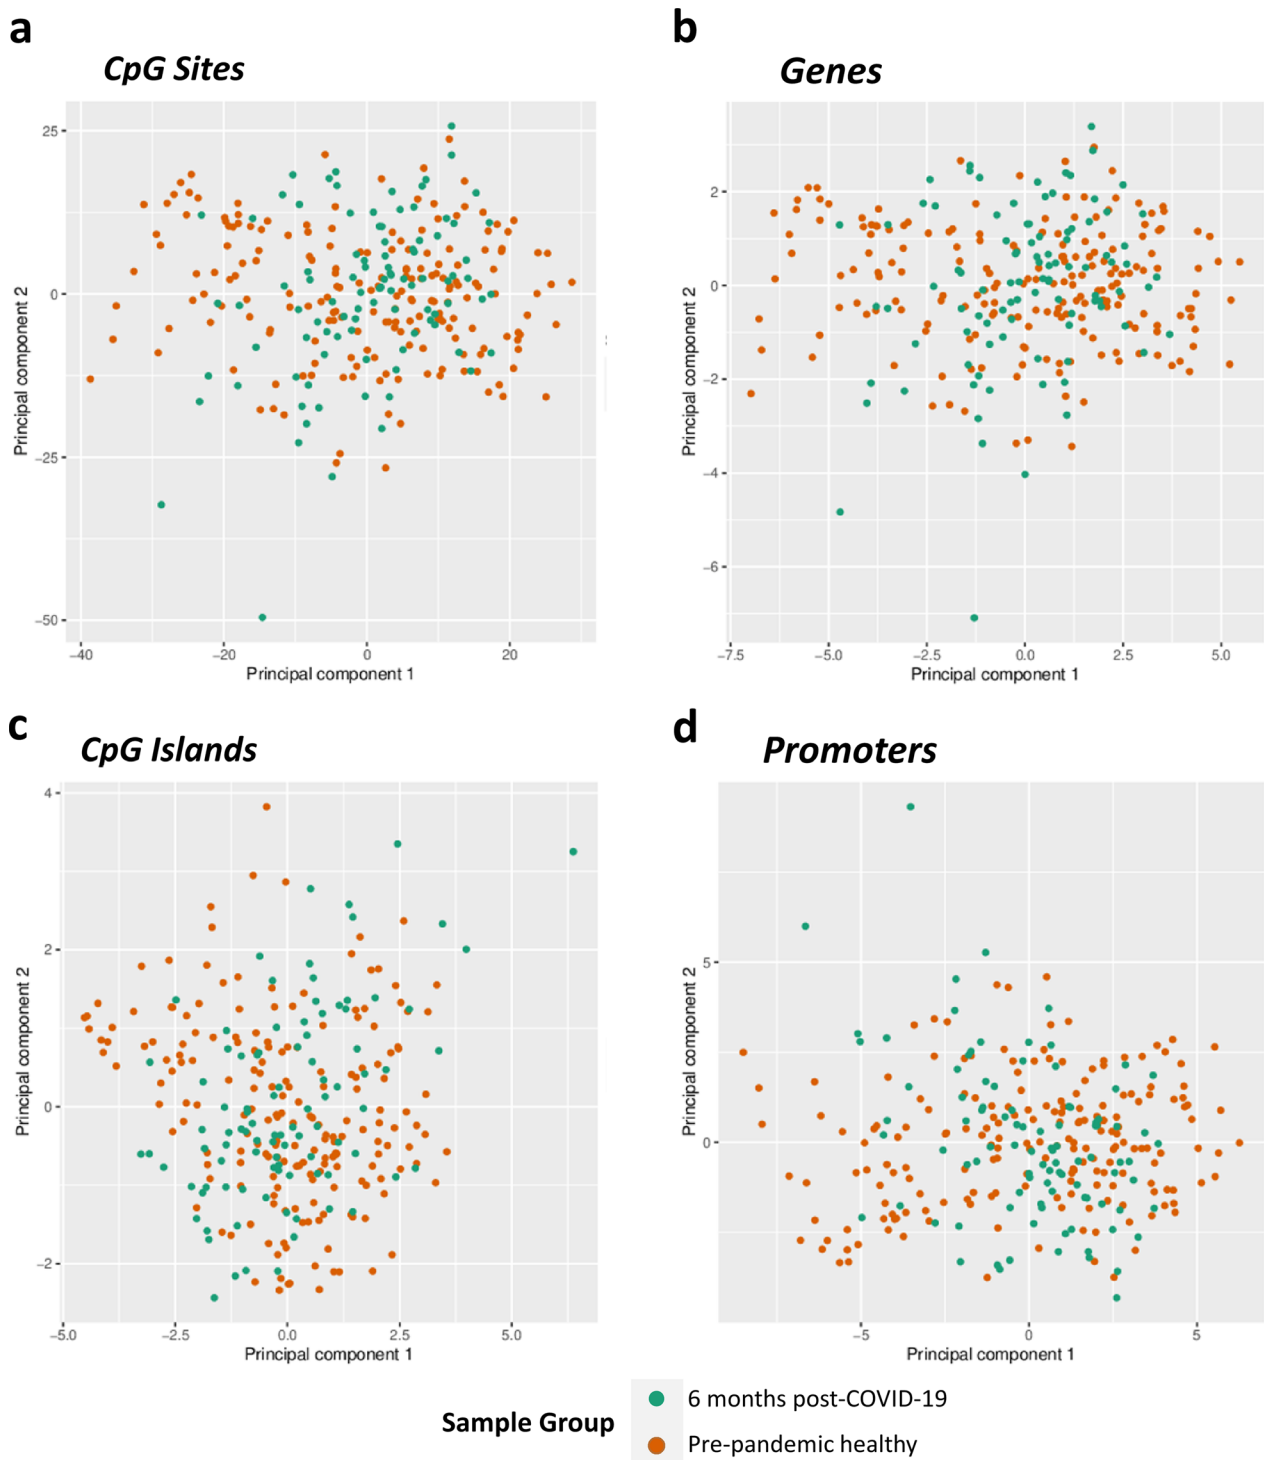 a
CpG Sites
25
0
−25
−50
−40
−20
0
20
Principal component 1
Principal component 2
b
Genes
2
0
−2
−4
−6
−7.5
−5.0
−2.5
0.0
2.5
5.0
Principal component 1
Principal component 2
c
CpG Islands
4
2
0
−2
−5.0
−2.5
0.0
2.5
5.0
Principal component 1
Principal component 2
d
Promoters
5
0
−5
0
5
Principal component 1
Principal component 2
Sample Group
6 months post-COVID-19
Pre-pandemic healthy